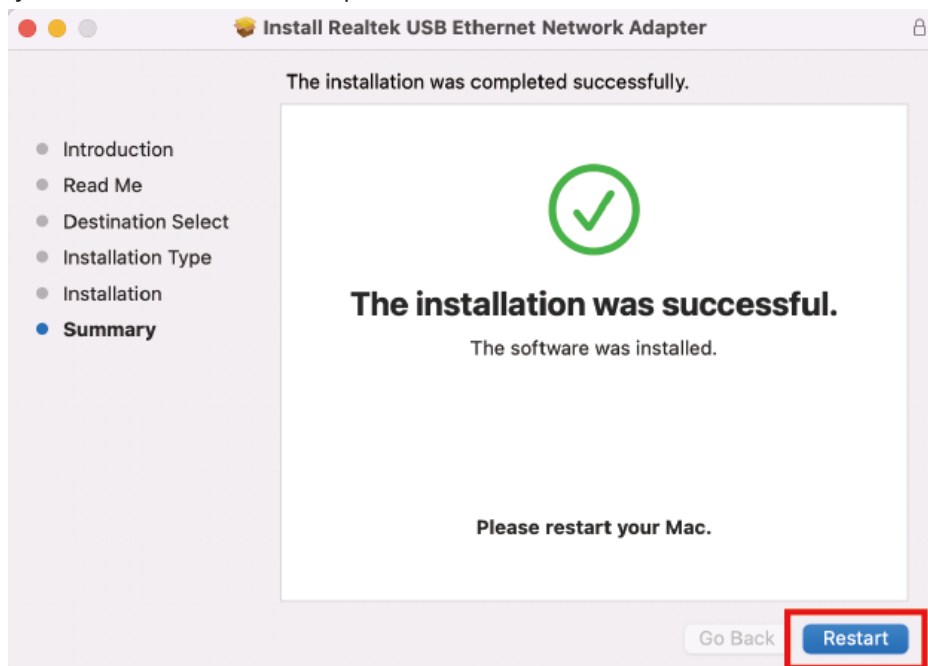 Install Realtek USB Ethernet Network Adapter
The installation was completed successfully.
Introduction
Read Me
Destination Select
Installation Type
Installation
Summary
The installation was successful.
The software was installed.
Please restart your Mac.
Go Back
Restart